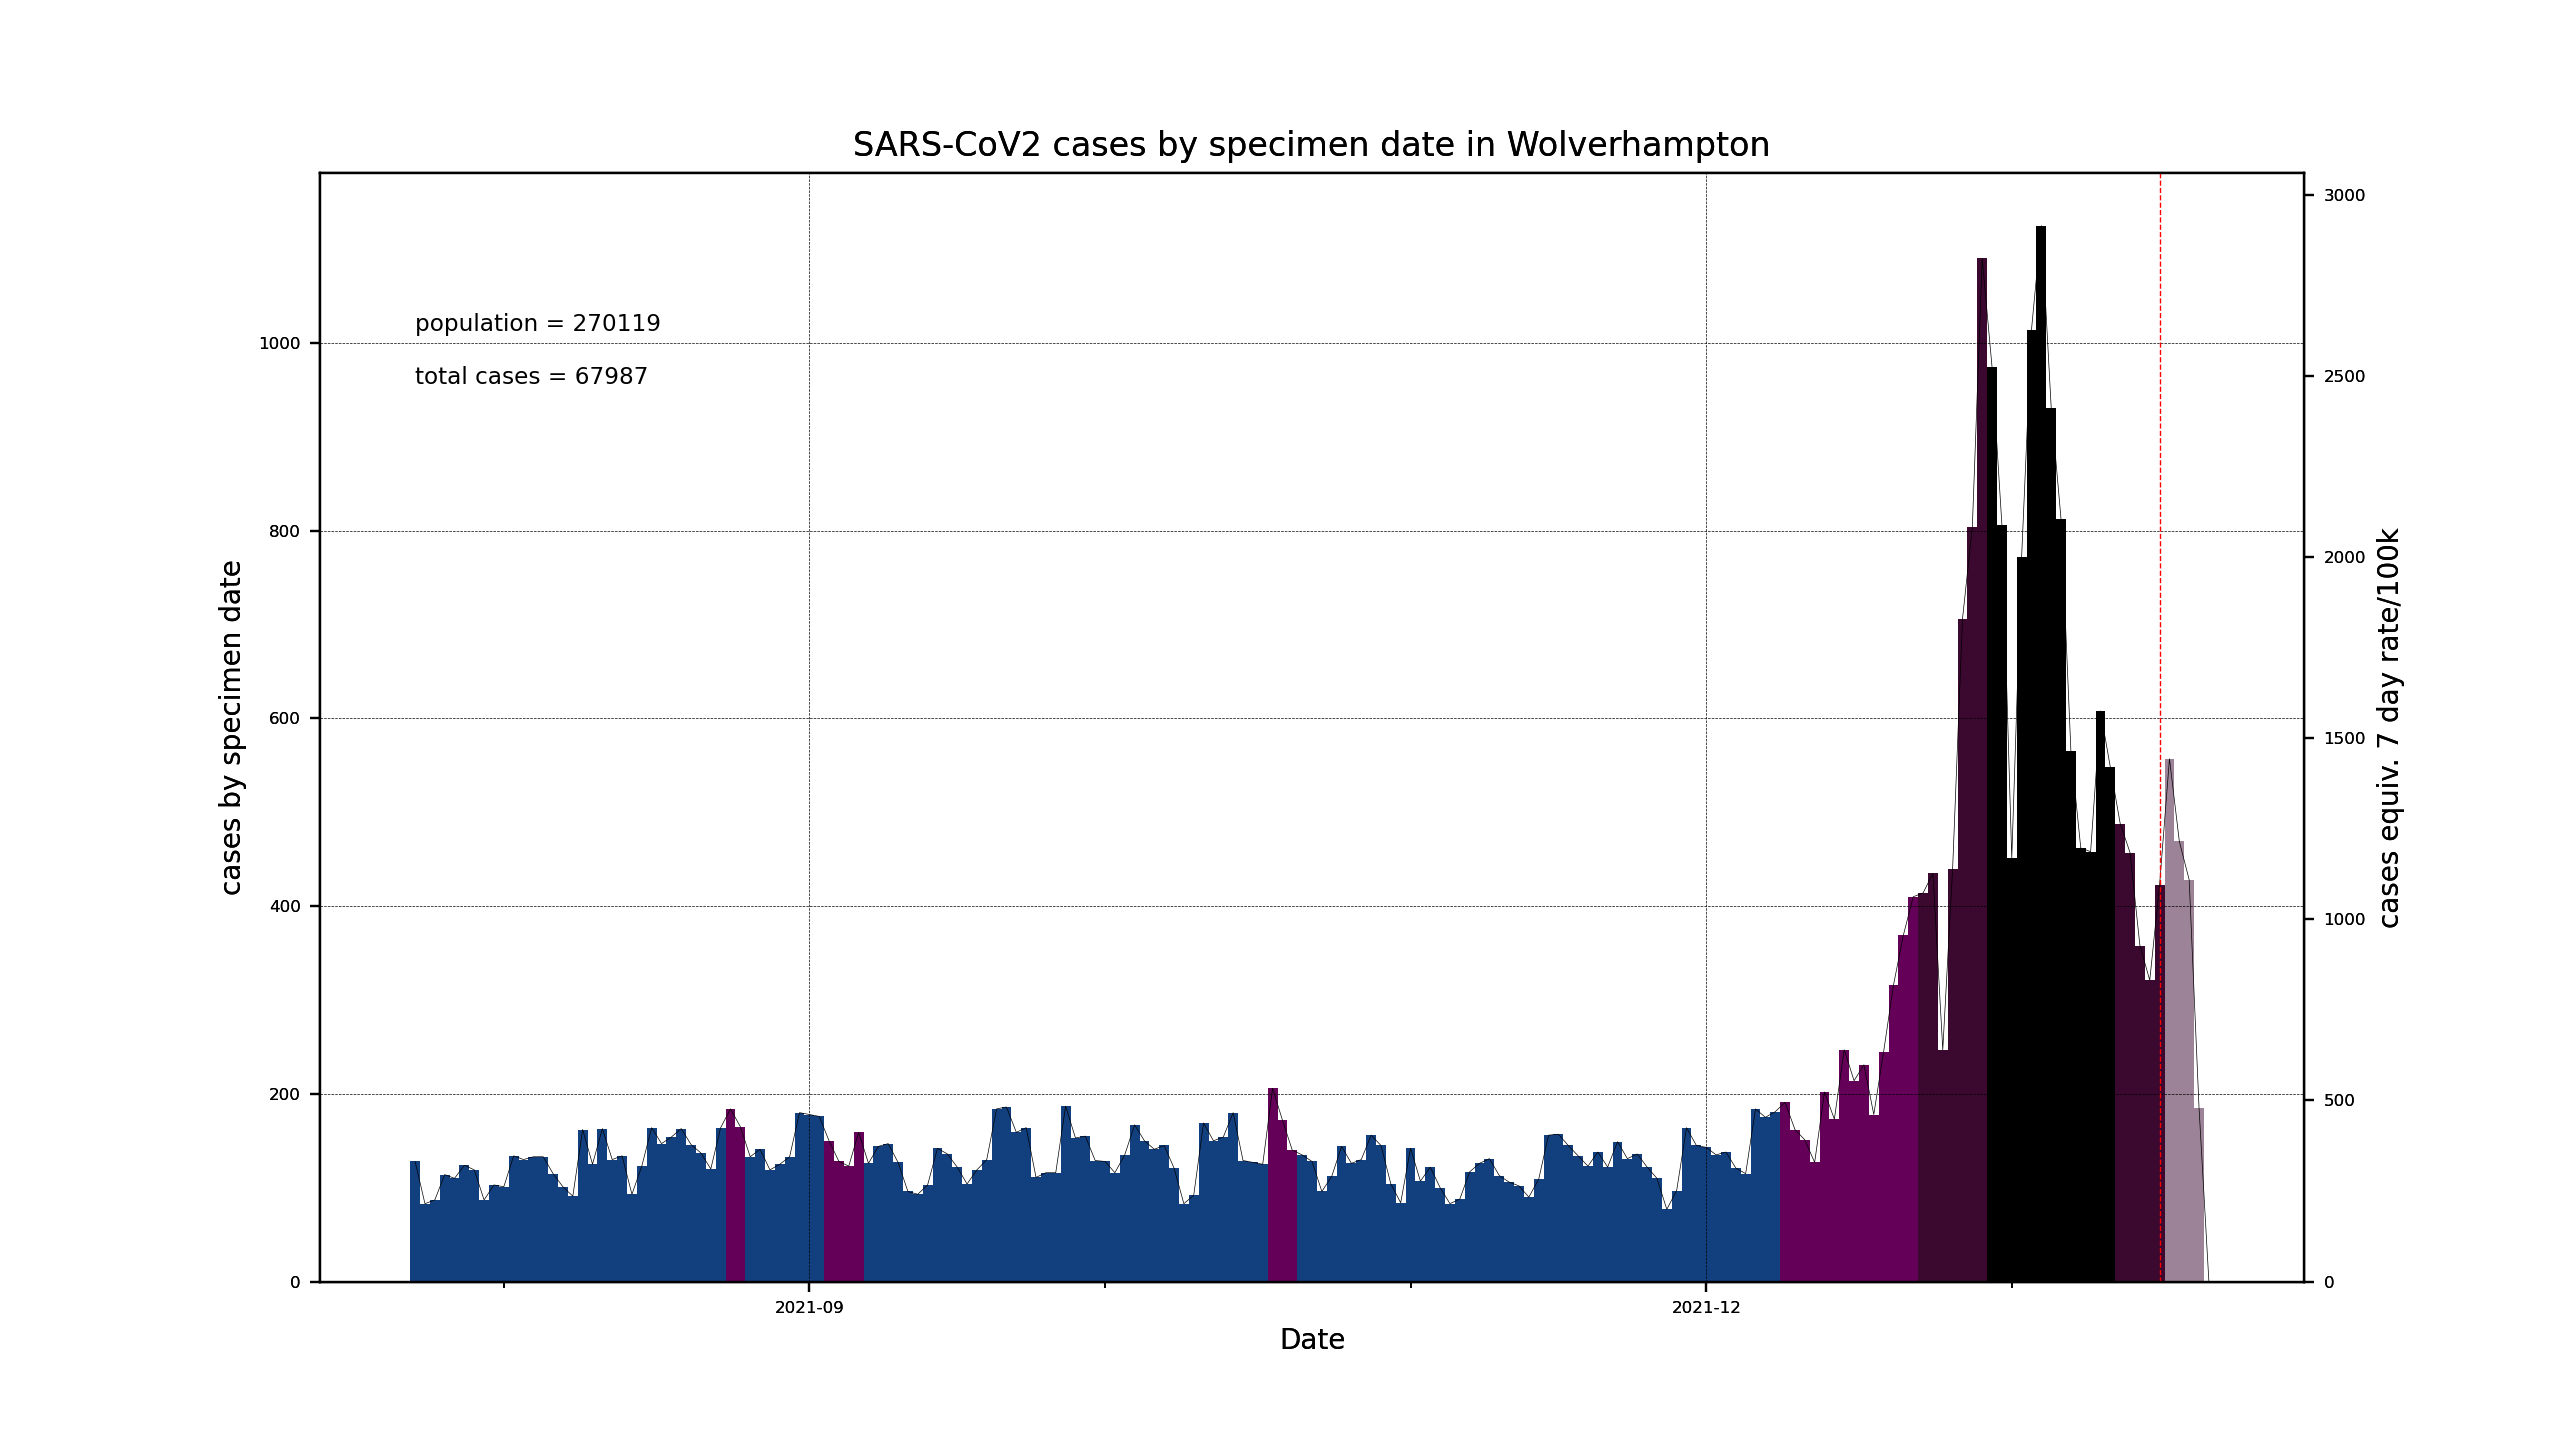 SARS-CoV2 cases by specimen date in Wolverhampton
population = 270119
total cases = 67987
cases by specimen date
1000
800
600
400
200
0
3000
2500
2000
1500
1000
500
0
cases equiv. 7 day rate/100k
2021-09
2021-12
Date